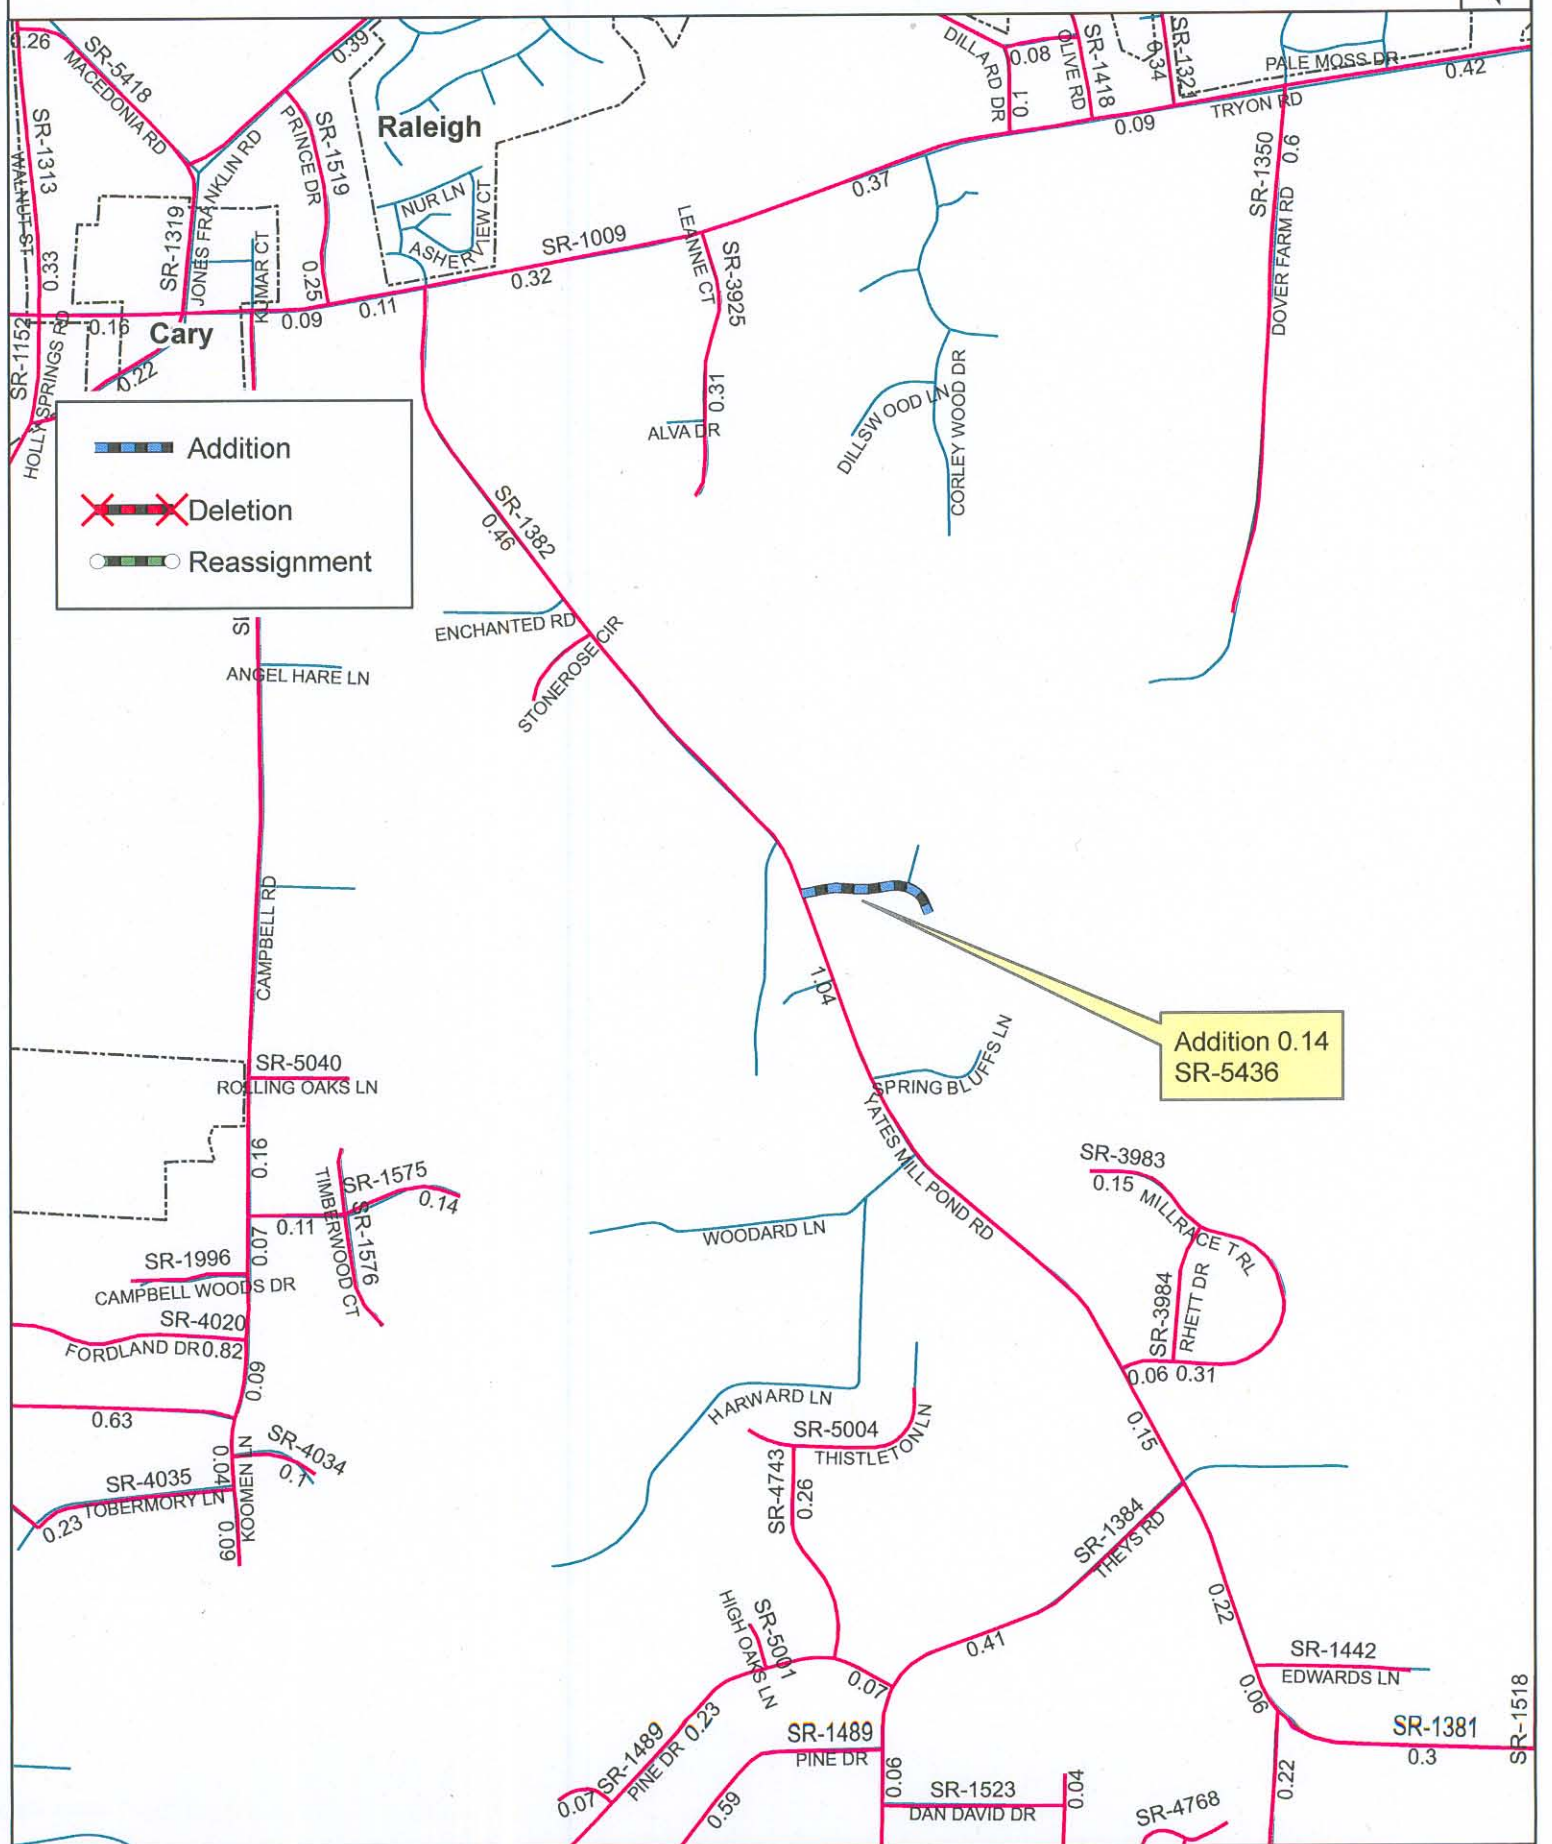 0.26
SR-5418
MACEDONIA RD
0.39
SR-1313
WALNUT ST
0.33
PRINCE DR
SR-1519
0.25
Raleigh
NUR LN
ASHERVIEW CT
SR-1319
JONES FRANKLIN RD
KUMAR CT
DILLARD DR
0.08
0.1
OLIVE RD
SR-1418
0.34
SR-1321
PALE MOSS DR
0.42
TRYON RD
0.09
0.37
SR-1350
0.6
DOVER FARM RD
SR-1009
0.32
LEANNE CT
SR-3925
0.31
ALVA DR
0.11
0.09
0.16
Cary
0.22
SR-1152
HOLLY SPRINGS RD
DILLSWOOD LN
CORLEY WOOD DR
Addition
Deletion
Reassignment
SR-1382
0.46
ENCHANTED RD
STONEROSE CIR
ANGEL HARE LN
CAMPBELL RD
1.04
Addition 0.14
SR-5436
SPRING BLUFFS LN
YATES MILL POND RD
SR-5040
ROLLING OAKS LN
0.16
SR-1575
0.14
0.11
TIMBERWOOD CT
SR-1576
0.07
SR-1996
CAMPBELL WOODS DR
SR-4020
FORDLAND DR 0.82
0.09
0.63
WOODARD LN
SR-3983
0.15
MILLRACE TRL
SR-3984
RHETT DR
0.06 0.31
0.15
HARWARD LN
SR-5004
THISTLETON LN
SR-4743
0.26
SR-4034
0.1
0.04
KOOMEN LN
SR-4035
TOBERMORY LN
0.23
0.09
SR-1384
THEYS RD
0.22
0.41
SR-5001
HIGH OAKS LN
0.07
SR-1442
EDWARDS LN
0.06
SR-1381
0.3
SR-1518
0.22
SR-1489
PINE DR
0.23
0.07
SR-1489
PINE DR
0.59
0.06
SR-1523
DAN DAVID DR
0.04
SR-4768